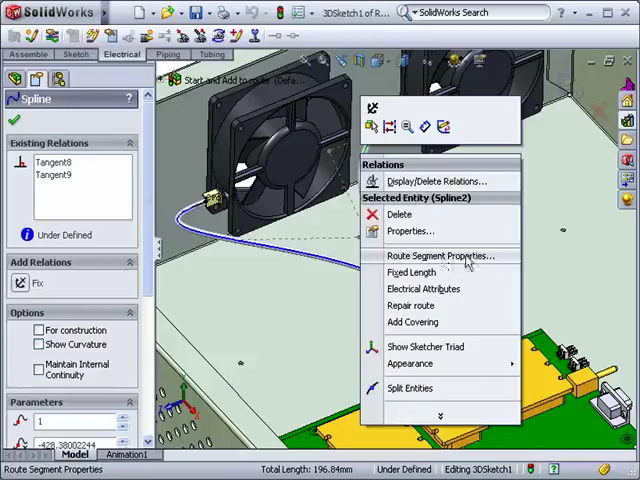 SolidWorks
3DSketch1 of R...
SolidWorks Search
Assemble
Sketch
Electrical
Piping
Tubing
Start and Add to route (Defa...
Spline
?
Existing Relations
Tangent8
Tangent9
Under Defined
Add Relations
Fix
Options
For construction
Show Curvature
Maintain Internal
Continuity
Parameters
1
-428.38002244
Relations
Display/Delete Relations...
Selected Entity (Spline2)
Delete
Properties...
Route Segment Properties...
Fixed Length
Electrical Attributes
Repair route
Add Covering
Show Sketcher Triad
Appearance
Split Entities
Model
Animation1
Route Segment Properties
Total Length: 196.84mm
Under Defined
Editing 3DSketch1